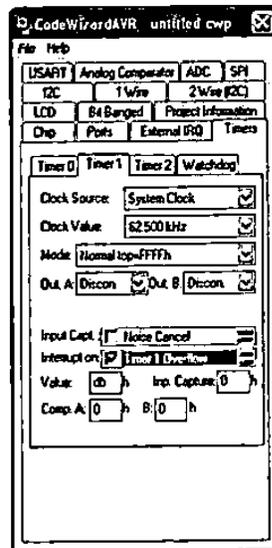 CodeWizardAVR - untitled.cwp
File Help
USART Analog Comparator ADC SPI
I2C 1 Wire 2 Wire (I2C)
LCD Bit-Banged Project Information
Chip Ports External IRQ Timers
Timer 0 Timer 1 Timer 2 Watchdog
Clock Source: System Clock
Clock Value: 62.500 kHz
Mode: Normal top=FFFFh
Out. A: Discon. Out. B: Discon.
Input Capt.: Noise Cancel
Interrupt on: Timer 1 Overflow
Value: h Inp. Capture: 0 h
Comp. A: 0 h B: 0 h